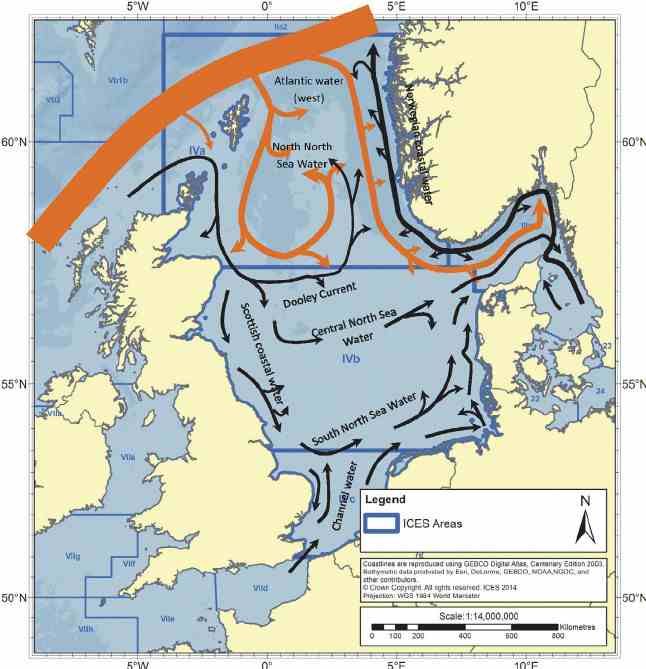 5°W 0° 5°E 10°E
IIa2
Vb1b
Atlantic water
(west)
Norwegian coastal water
60°N 60°N
IVa
North North
Sea Water
Dooley Current
Scottish coastal water
Central North Sea
Water
IVb
55°N 55°N
23
24
22
South North Sea Water
VIIa
Channel water
Legend
ICES Areas
N
VIIg
VIIf
VIId
VIIe
VIIh
50°N 50°N
Coastlines are reproduced using GEBCO Digital Atlas, Centenary Edition 2003.
Bathymetric data produced by Esri, DeLorme, GEBCO, NOAA,NGDC, and
other contributors.
© Crown Copyright. All rights reserved. ICES 2014
Projection: WGS 1984 World Mercator
Scale:1:14,000,000
0 100 200 400 600 800 Kilometres
5°W 0° 5°E 10°E